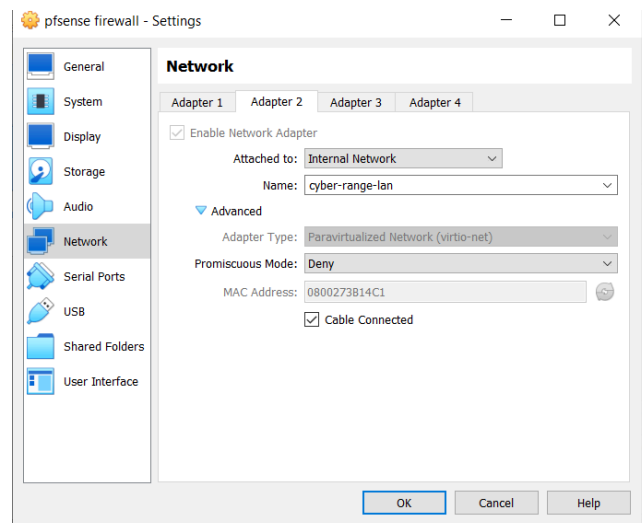 pfsense firewall - Settings
General
System
Display
Storage
Audio
Network
Serial Ports
USB
Shared Folders
User Interface
Network
Adapter 1 Adapter 2 Adapter 3 Adapter 4
Enable Network Adapter
Attached to: Internal Network
Name: cyber-range-lan
Advanced
Adapter Type: Paravirtualized Network (virtio-net)
Promiscuous Mode: Deny
MAC Address: 0800273B14C1
Cable Connected
OK Cancel Help